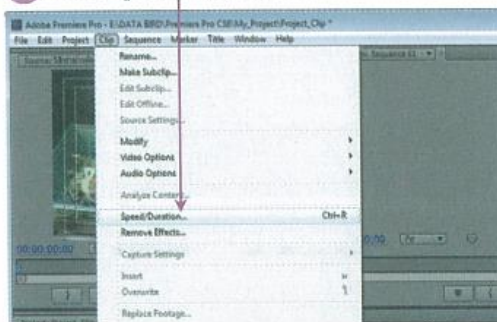 Adobe Premiere Pro - E:\DATA BIRD\Premiere Pro CS6\My_Project\Project_Clip *
File Edit Project Clip Sequence Marker Title Window Help
Rename...
Make Subclip...
Edit Subclip...
Edit Offline...
Source Settings...
Modify
Video Options
Audio Options
Analyze Content...
Speed/Duration... Ctrl+R
Remove Effects...
00:00:00:00 Fit
Capture Settings
Insert
Overwrite
Replace Footage...